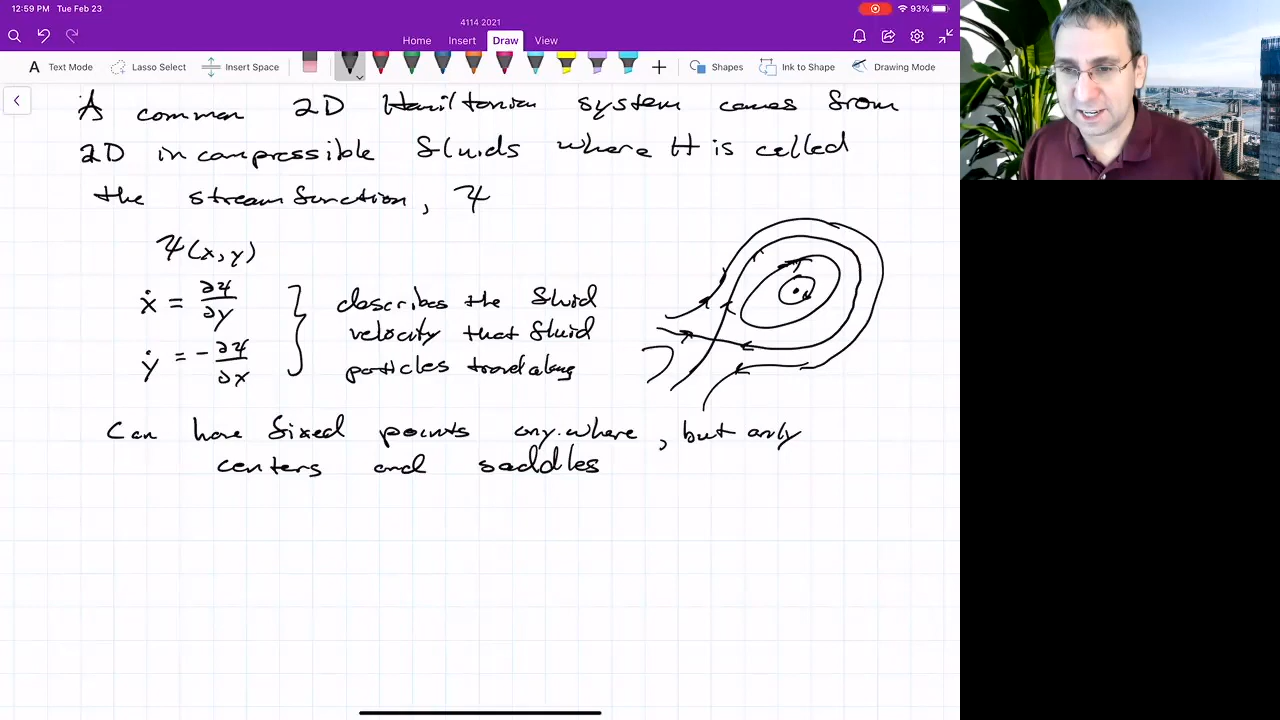 12:59 PM Tue Feb 23
93%
4114 2021
Home Insert Draw View
Text Mode Lasso Select Insert Space Shapes Ink to Shape Drawing Mode
A common 2D Hamiltonian system comes from
2D incompressible fluids where H is called
the streamfunction, Ψ
Ψ(x,y)
ẋ = ∂Ψ/∂y
ẏ = -∂Ψ/∂x
describes the fluid
velocity that fluid
particles travel along
Can have fixed points anywhere, but only
centers and saddles